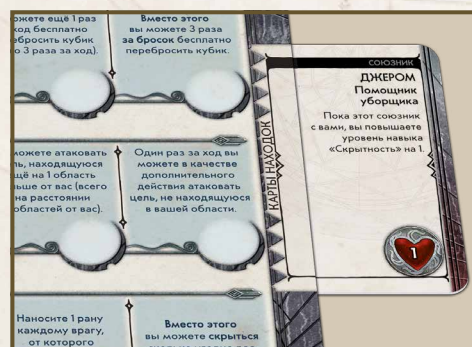 ожете ещё 1 раз
ход бесплатно
ребросить кубик
о 3 раза за ход).
Вместо этого
вы можете 3 раза
за бросок бесплатно
перебросить кубик.
можете атаковать
ль, находящуюся
щё на 1 область
льше от вас (всего
на расстоянии
областей от вас).
Один раз за ход вы
можете в качестве
дополнительного
действия атаковать
цель, не находящуюся
в вашей области.
Наносите 1 рану
каждому врагу,
от которого
Вместо этого
вы можете скрыться
КАРТЫ НАХОДОК
СОЮЗНИК
ДЖЕРОМ
Помощник
уборщика
Пока этот союзник
с вами, вы повышаете
уровень навыка
«Скрытность» на 1.
1